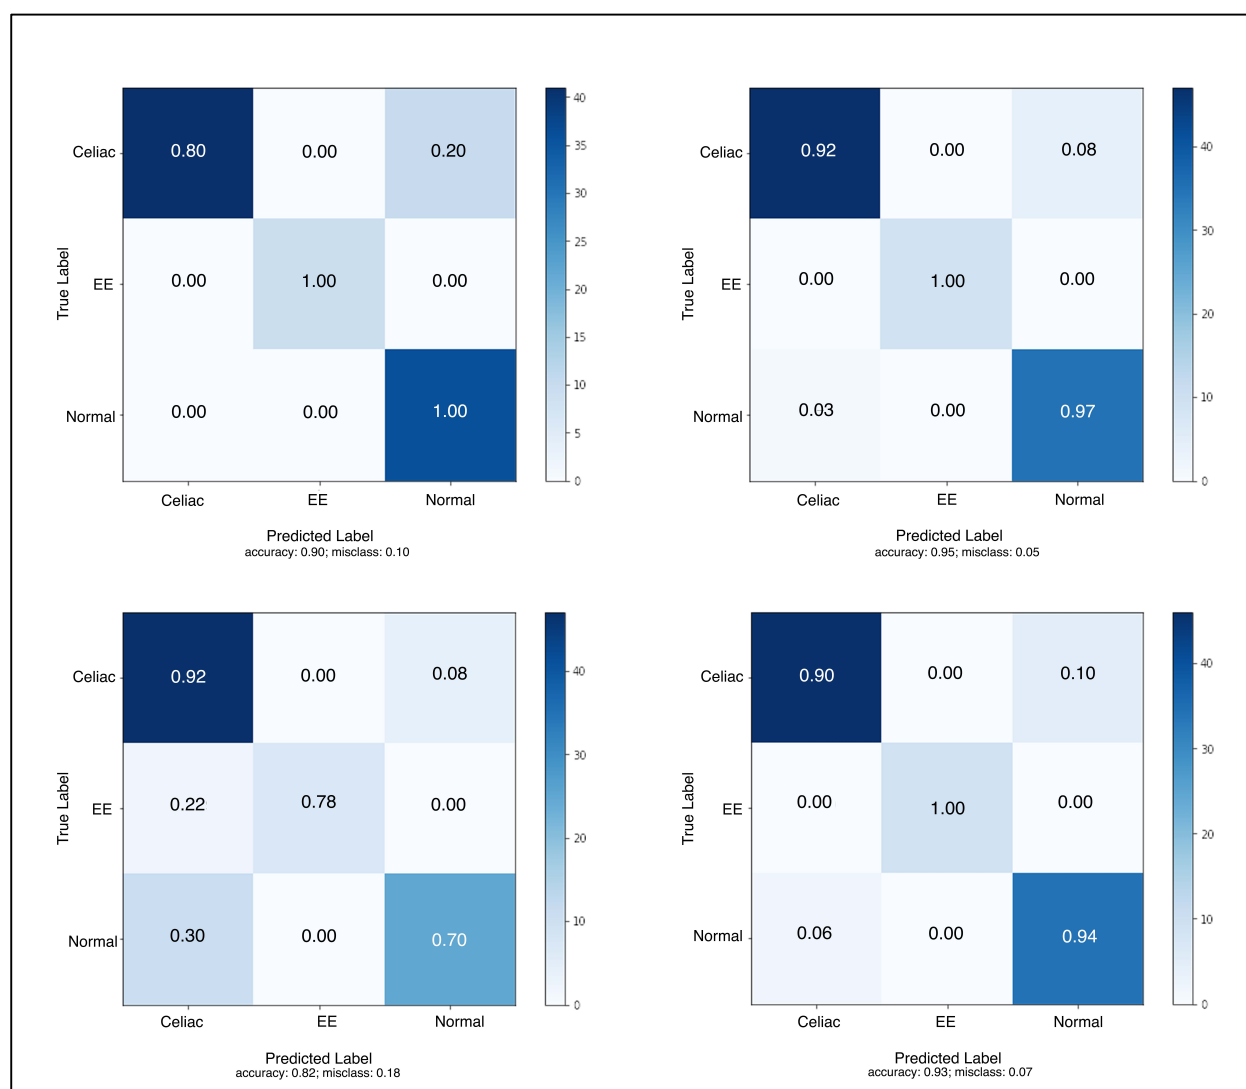 Celiac 0.80 0.00 0.20
EE 0.00 1.00 0.00
Normal 0.00 0.00 1.00
True Label
Celiac EE Normal
Predicted Label
accuracy: 0.90; misclass: 0.10
40
35
30
25
20
15
10
5
0
Celiac 0.92 0.00 0.08
EE 0.00 1.00 0.00
Normal 0.03 0.00 0.97
True Label
Celiac EE Normal
Predicted Label
accuracy: 0.95; misclass: 0.05
40
30
20
10
0
Celiac 0.92 0.00 0.08
EE 0.22 0.78 0.00
Normal 0.30 0.00 0.70
True Label
Celiac EE Normal
Predicted Label
accuracy: 0.82; misclass: 0.18
40
30
20
10
0
Celiac 0.90 0.00 0.10
EE 0.00 1.00 0.00
Normal 0.06 0.00 0.94
True Label
Celiac EE Normal
Predicted Label
accuracy: 0.93; misclass: 0.07
40
30
20
10
0